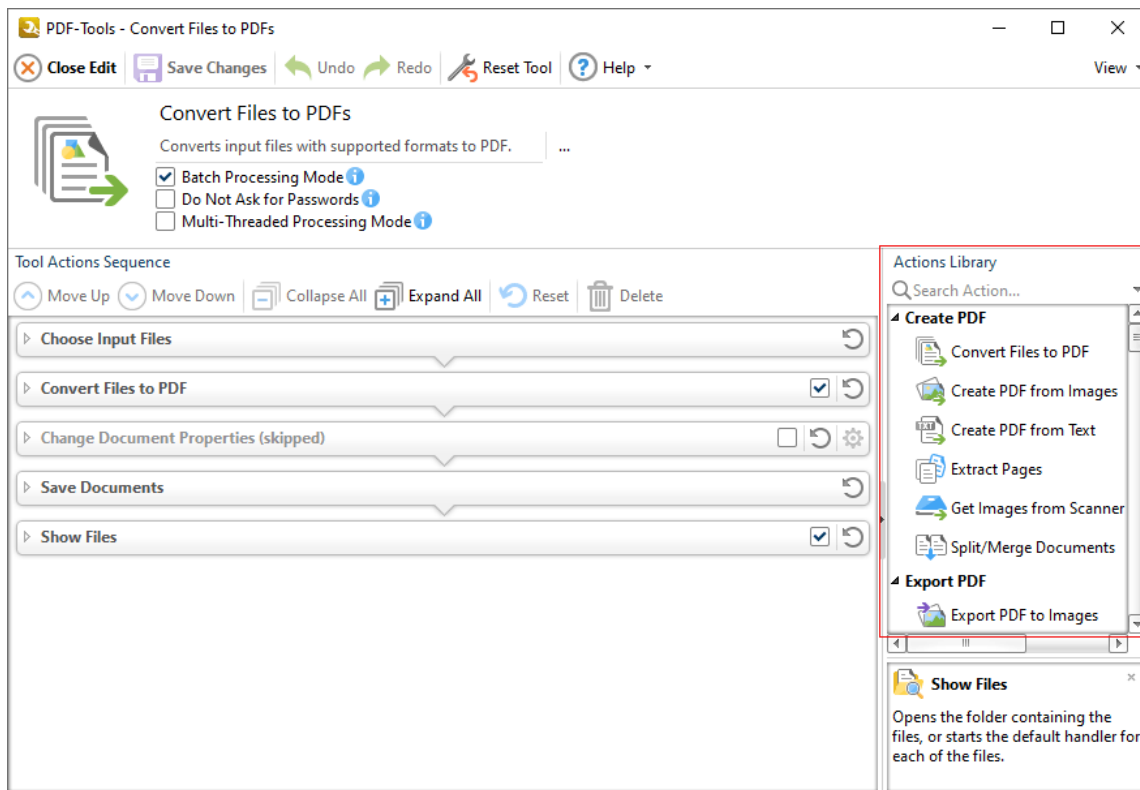 PDF-Tools - Convert Files to PDFs
Close Edit Save Changes Undo Redo Reset Tool Help View
Convert Files to PDFs
Converts input files with supported formats to PDF. ...
Batch Processing Mode
Do Not Ask for Passwords
Multi-Threaded Processing Mode
Tool Actions Sequence
Move Up Move Down Collapse All Expand All Reset Delete
Choose Input Files
Convert Files to PDF
Change Document Properties (skipped)
Save Documents
Show Files
Actions Library
Search Action...
Create PDF
Convert Files to PDF
Create PDF from Images
TXT Create PDF from Text
Extract Pages
Get Images from Scanner
Split/Merge Documents
Export PDF
Export PDF to Images
Show Files
Opens the folder containing the
files, or starts the default handler for
each of the files.